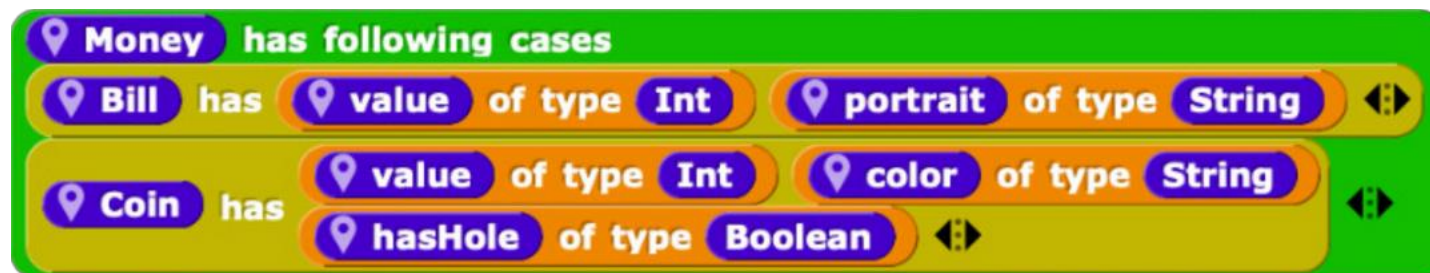 Money has following cases
Bill has value of type Int portrait of type String
Coin has value of type Int color of type String
hasHole of type Boolean